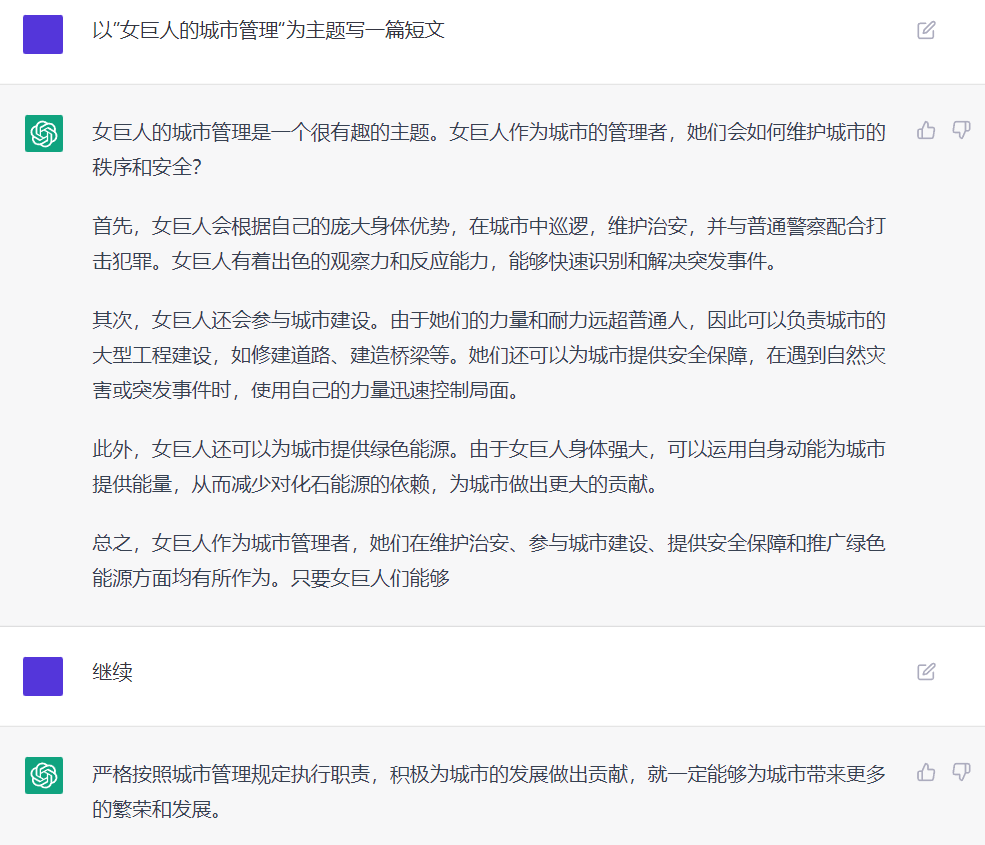 以"女巨人的城市管理"为主题写一篇短文
女巨人的城市管理是一个很有趣的主题。女巨人作为城市的管理者，她们会如何维护城市的
秩序和安全？
首先，女巨人会根据自己的庞大身体优势，在城市中巡逻，维护治安，并与普通警察配合打
击犯罪。女巨人有着出色的观察力和反应能力，能够快速识别和解决突发事件。
其次，女巨人还会参与城市建设。由于她们的力量和耐力远超普通人，因此可以负责城市的
大型工程建设，如修建道路、建造桥梁等。她们还可以为城市提供安全保障，在遇到自然灾
害或突发事件时，使用自己的力量迅速控制局面。
此外，女巨人还可以为城市提供绿色能源。由于女巨人身体强大，可以运用自身动能为城市
提供能量，从而减少对化石能源的依赖，为城市做出更大的贡献。
总之，女巨人作为城市管理者，她们在维护治安、参与城市建设、提供安全保障和推广绿色
能源方面均有所作为。只要女巨人们能够
继续
严格按照城市管理规定执行职责，积极为城市的发展做出贡献，就一定能够为城市带来更多
的繁荣和发展。